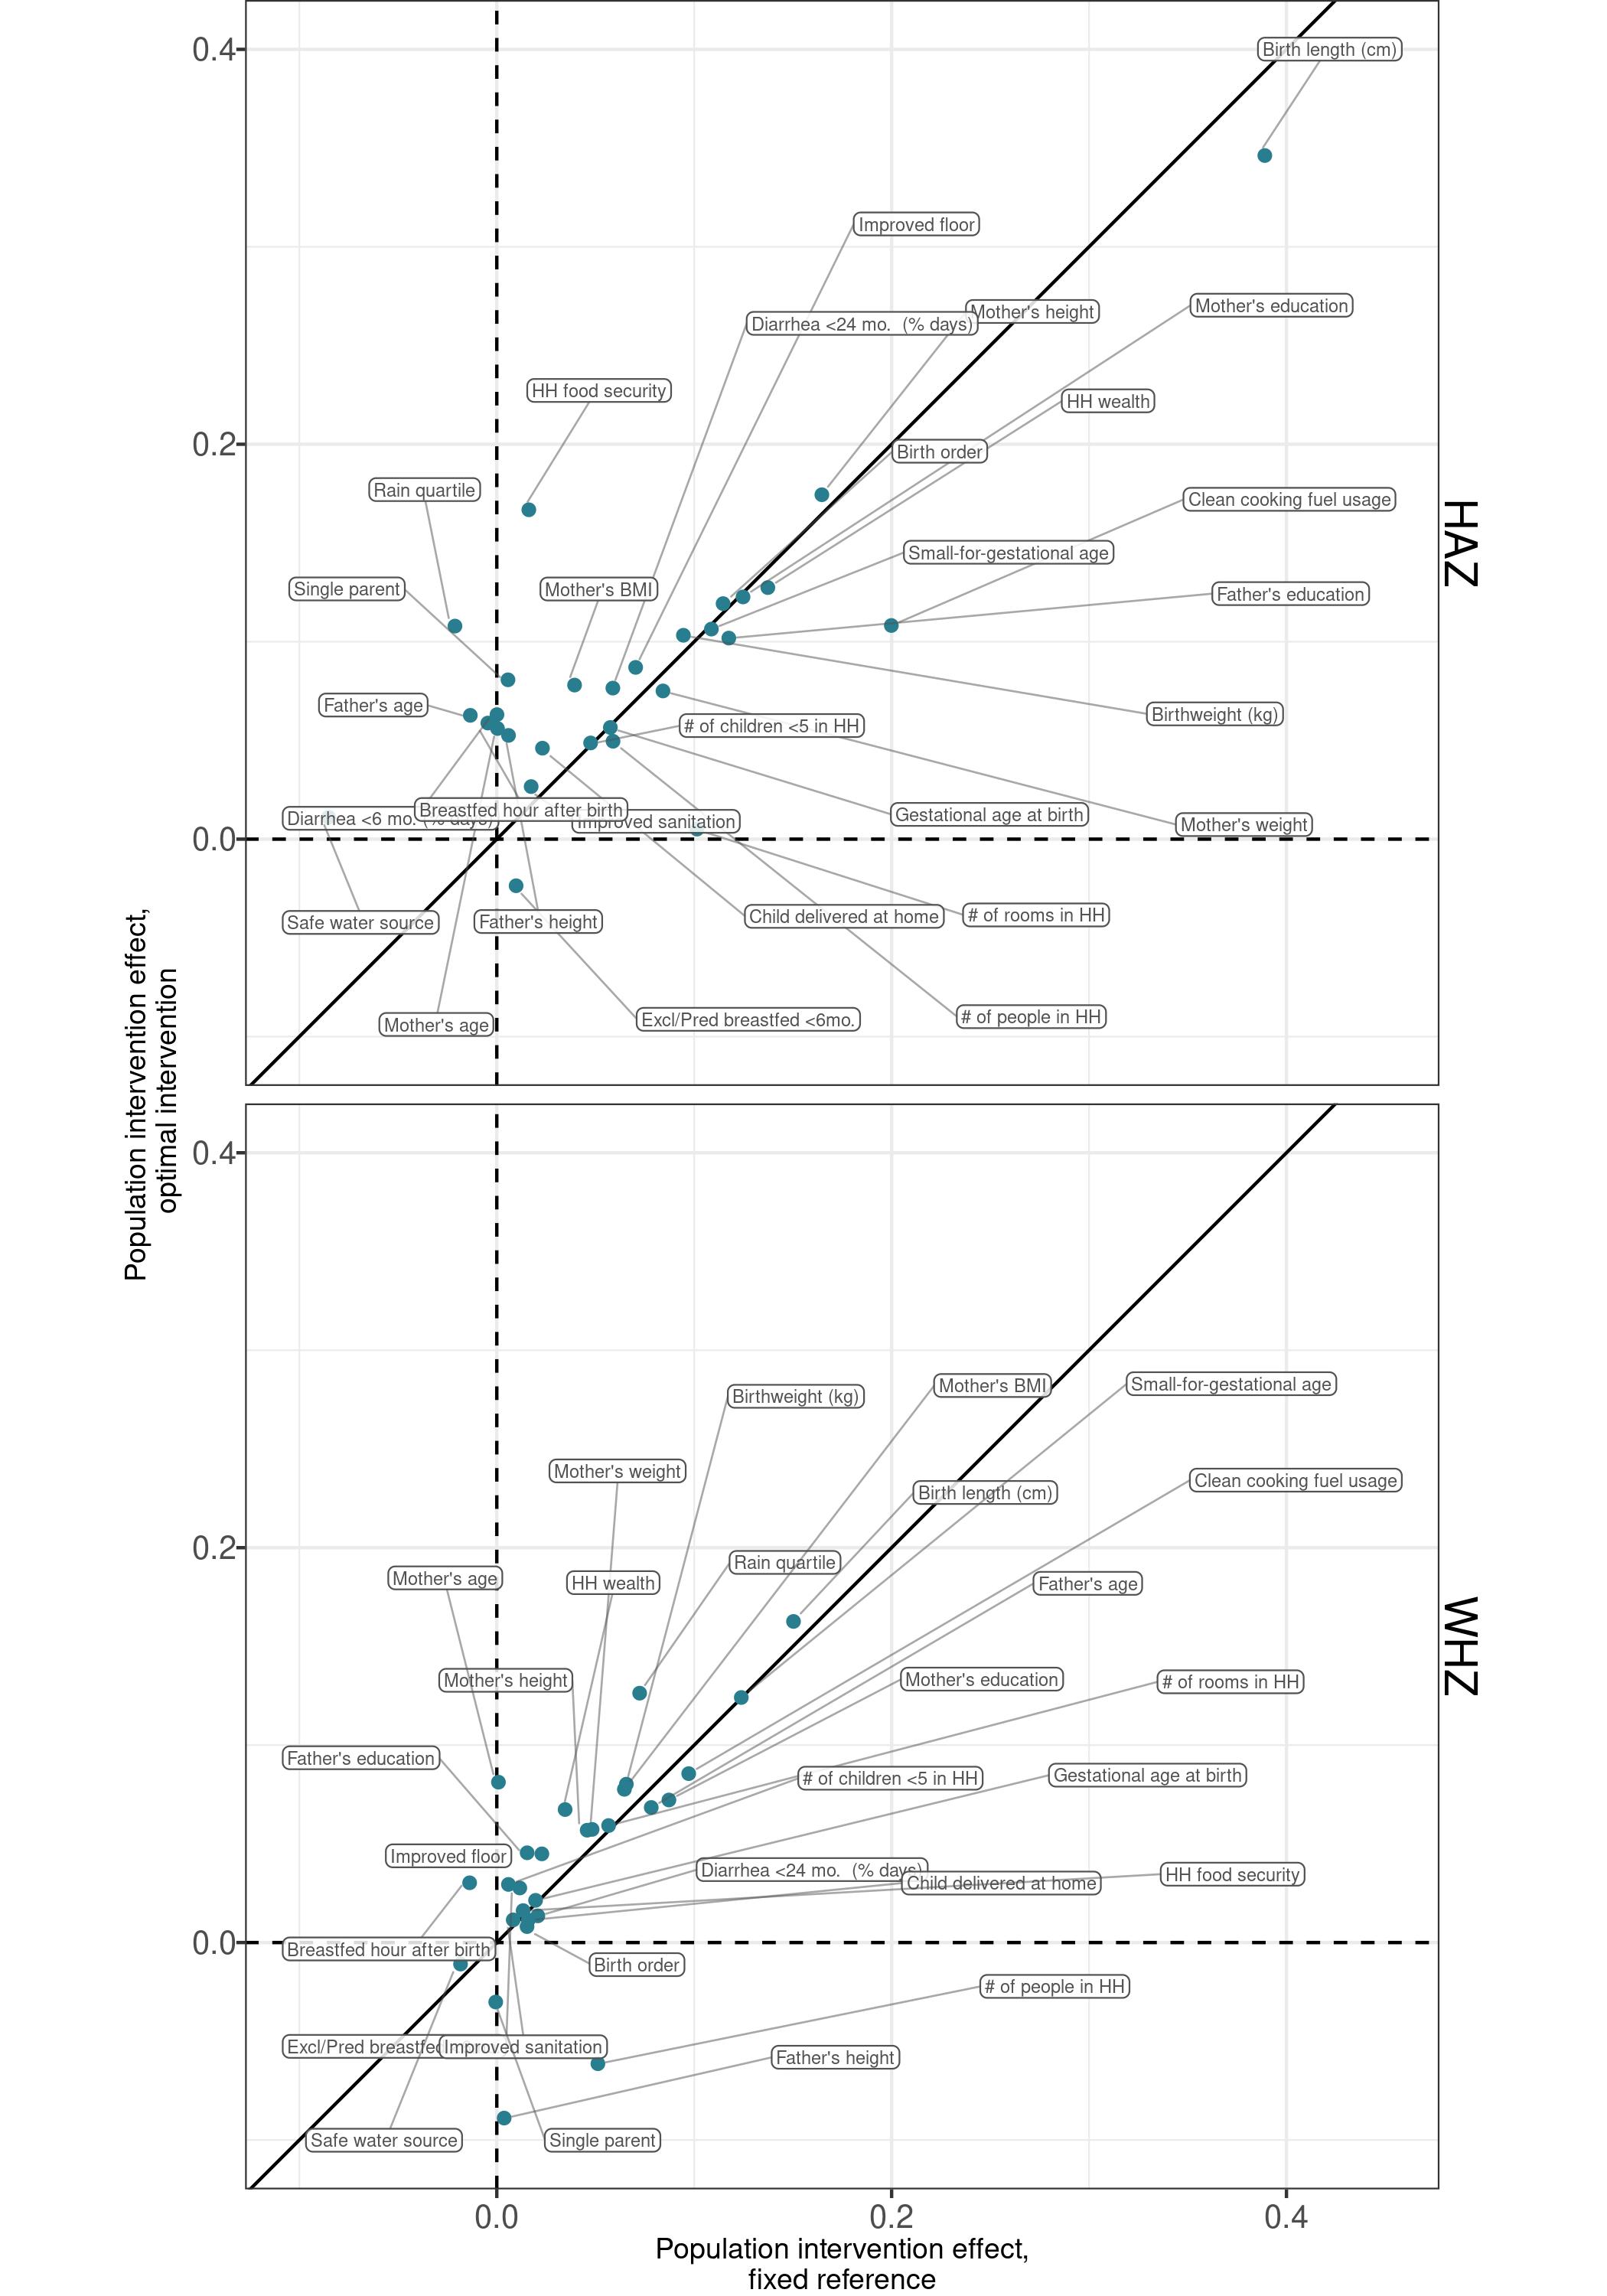 0.4
Birth length (cm)
Improved floor
Mother's education
Mother's height
Diarrhea <24 mo. (% days)
HH food security
HH wealth
0.2
Birth order
Rain quartile
Clean cooking fuel usage
Small-for-gestational age
HAZ
Single parent
Mother's BMI
Father's education
Father's age
Birthweight (kg)
# of children <5 in HH
Breastfed hour after birth
Diarrhea <6 mo. (% days)
Improved sanitation
Gestational age at birth
Mother's weight
0.0
Safe water source
Father's height
Child delivered at home
# of rooms in HH
Mother's age
Excl/Pred breastfed <6mo.
# of people in HH
Population intervention effect,
optimal intervention
0.4
Birthweight (kg)
Mother's BMI
Small-for-gestational age
Mother's weight
Clean cooking fuel usage
Birth length (cm)
0.2
Rain quartile
Mother's age
HH wealth
Father's age
WHZ
Mother's height
Mother's education
# of rooms in HH
Father's education
# of children <5 in HH
Gestational age at birth
Improved floor
Diarrhea <24 mo. (% days)
Child delivered at home
HH food security
0.0
Breastfed hour after birth
Birth order
# of people in HH
Excl/Pred breastfed
Improved sanitation
Father's height
Safe water source
Single parent
0.0
0.2
0.4
Population intervention effect,
fixed reference